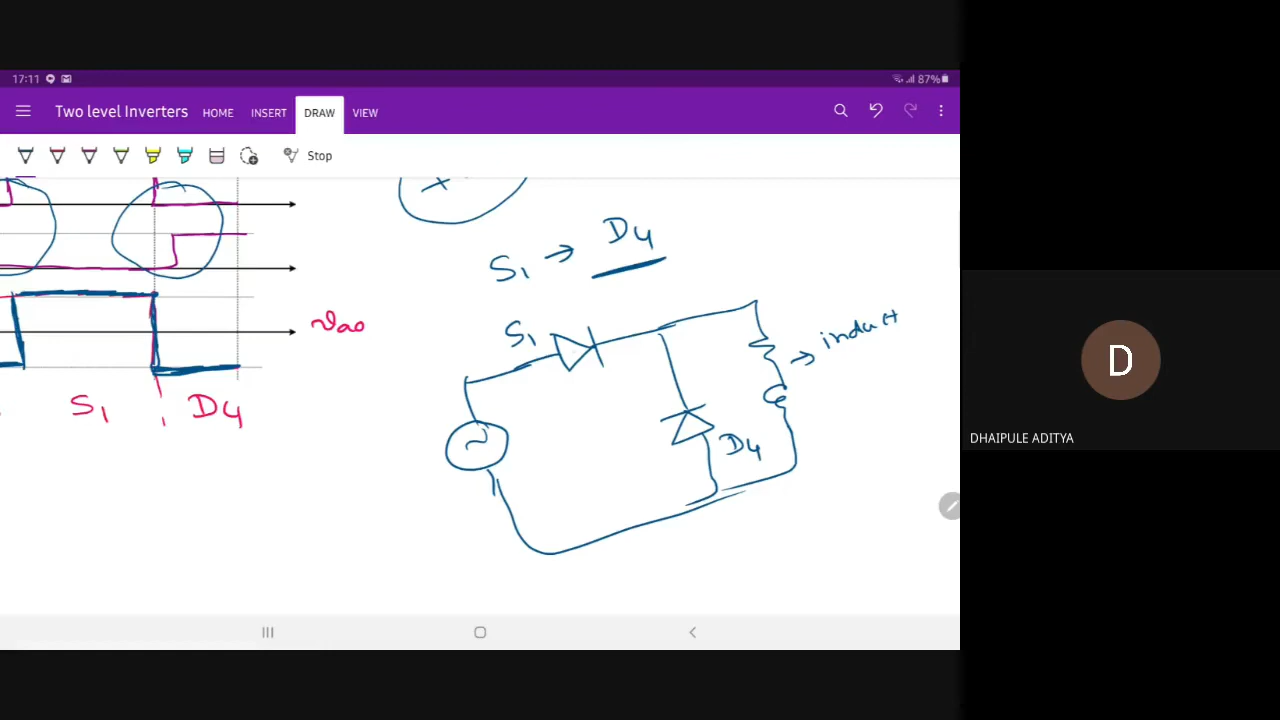 17:11
87%
Two level Inverters HOME INSERT DRAW VIEW
Stop
+
S1 → D4
S1
→ induct
D4
vao
S1
D4
D
DHAIPULE ADITYA